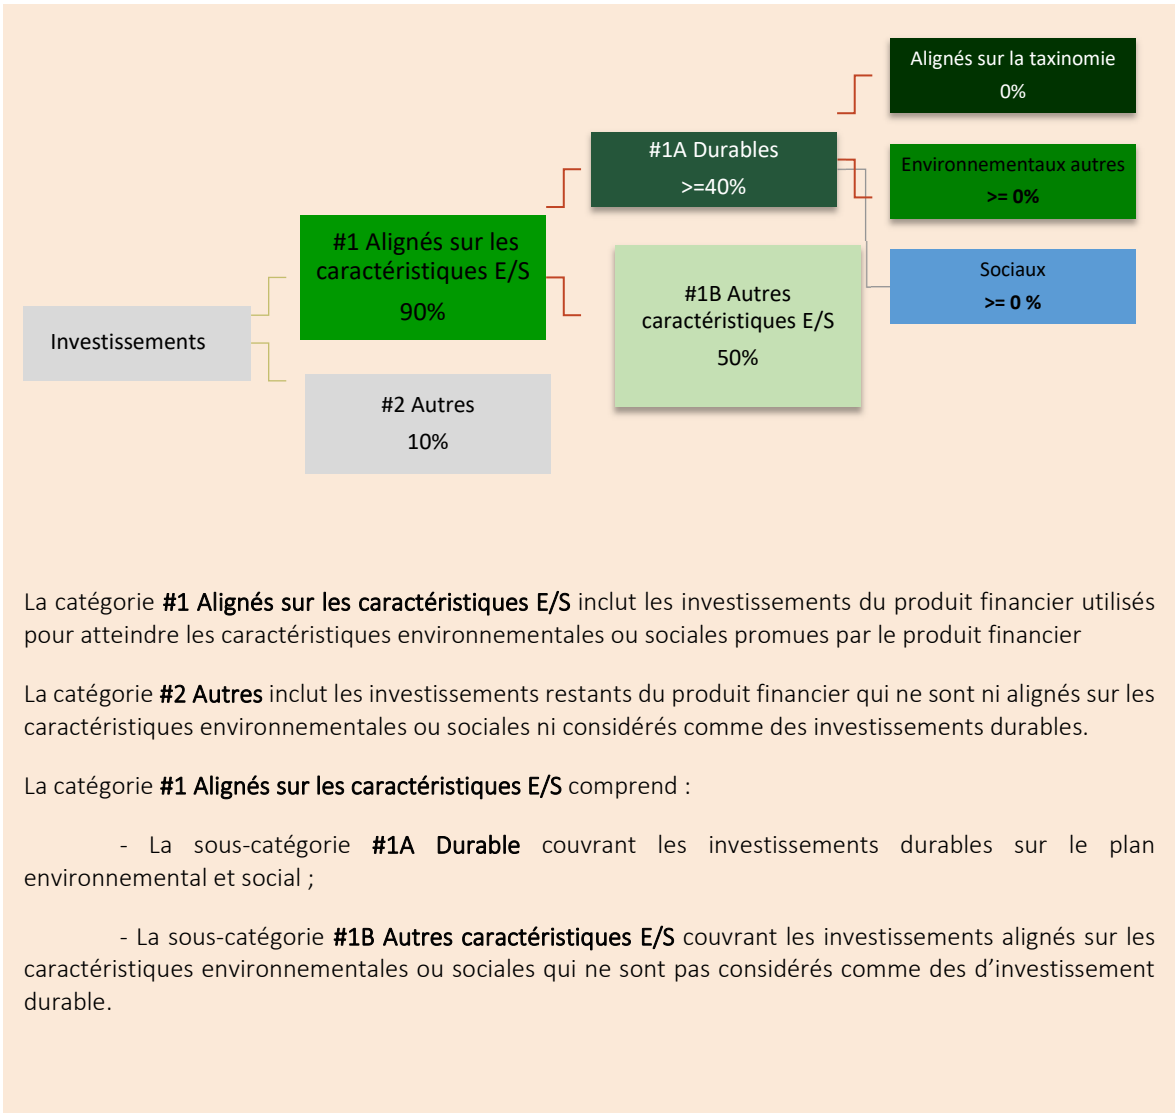 Alignés sur la taxinomie
0%
#1A Durables
>=40%
Environnementaux autres
>= 0%
#1 Alignés sur les
caractéristiques E/S
90%
Sociaux
>= 0 %
#1B Autres
caractéristiques E/S
50%
Investissements
#2 Autres
10%
La catégorie #1 Alignés sur les caractéristiques E/S inclut les investissements du produit financier utilisés
pour atteindre les caractéristiques environnementales ou sociales promues par le produit financier
La catégorie #2 Autres inclut les investissements restants du produit financier qui ne sont ni alignés sur les
caractéristiques environnementales ou sociales ni considérés comme des investissements durables.
La catégorie #1 Alignés sur les caractéristiques E/S comprend :
- La sous-catégorie #1A Durable couvrant les investissements durables sur le plan
environnemental et social ;
- La sous-catégorie #1B Autres caractéristiques E/S couvrant les investissements alignés sur les
caractéristiques environnementales ou sociales qui ne sont pas considérés comme des d’investissement
durable.